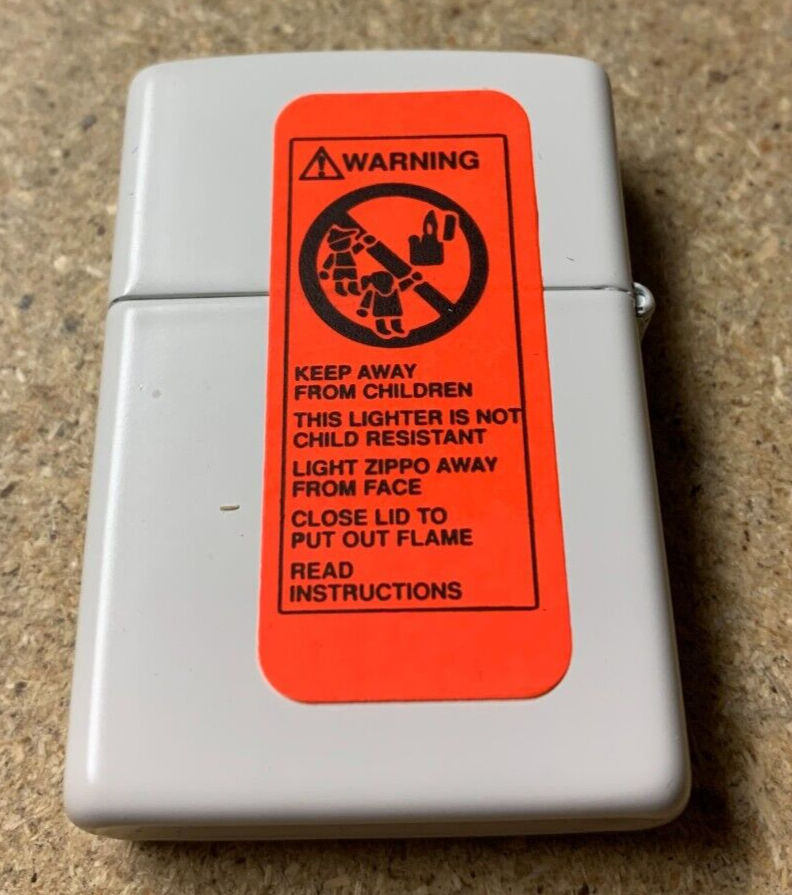 WARNING
KEEP AWAY
FROM CHILDREN
THIS LIGHTER IS NOT
CHILD RESISTANT
LIGHT ZIPPO AWAY
FROM FACE
CLOSE LID TO
PUT OUT FLAME
READ
INSTRUCTIONS